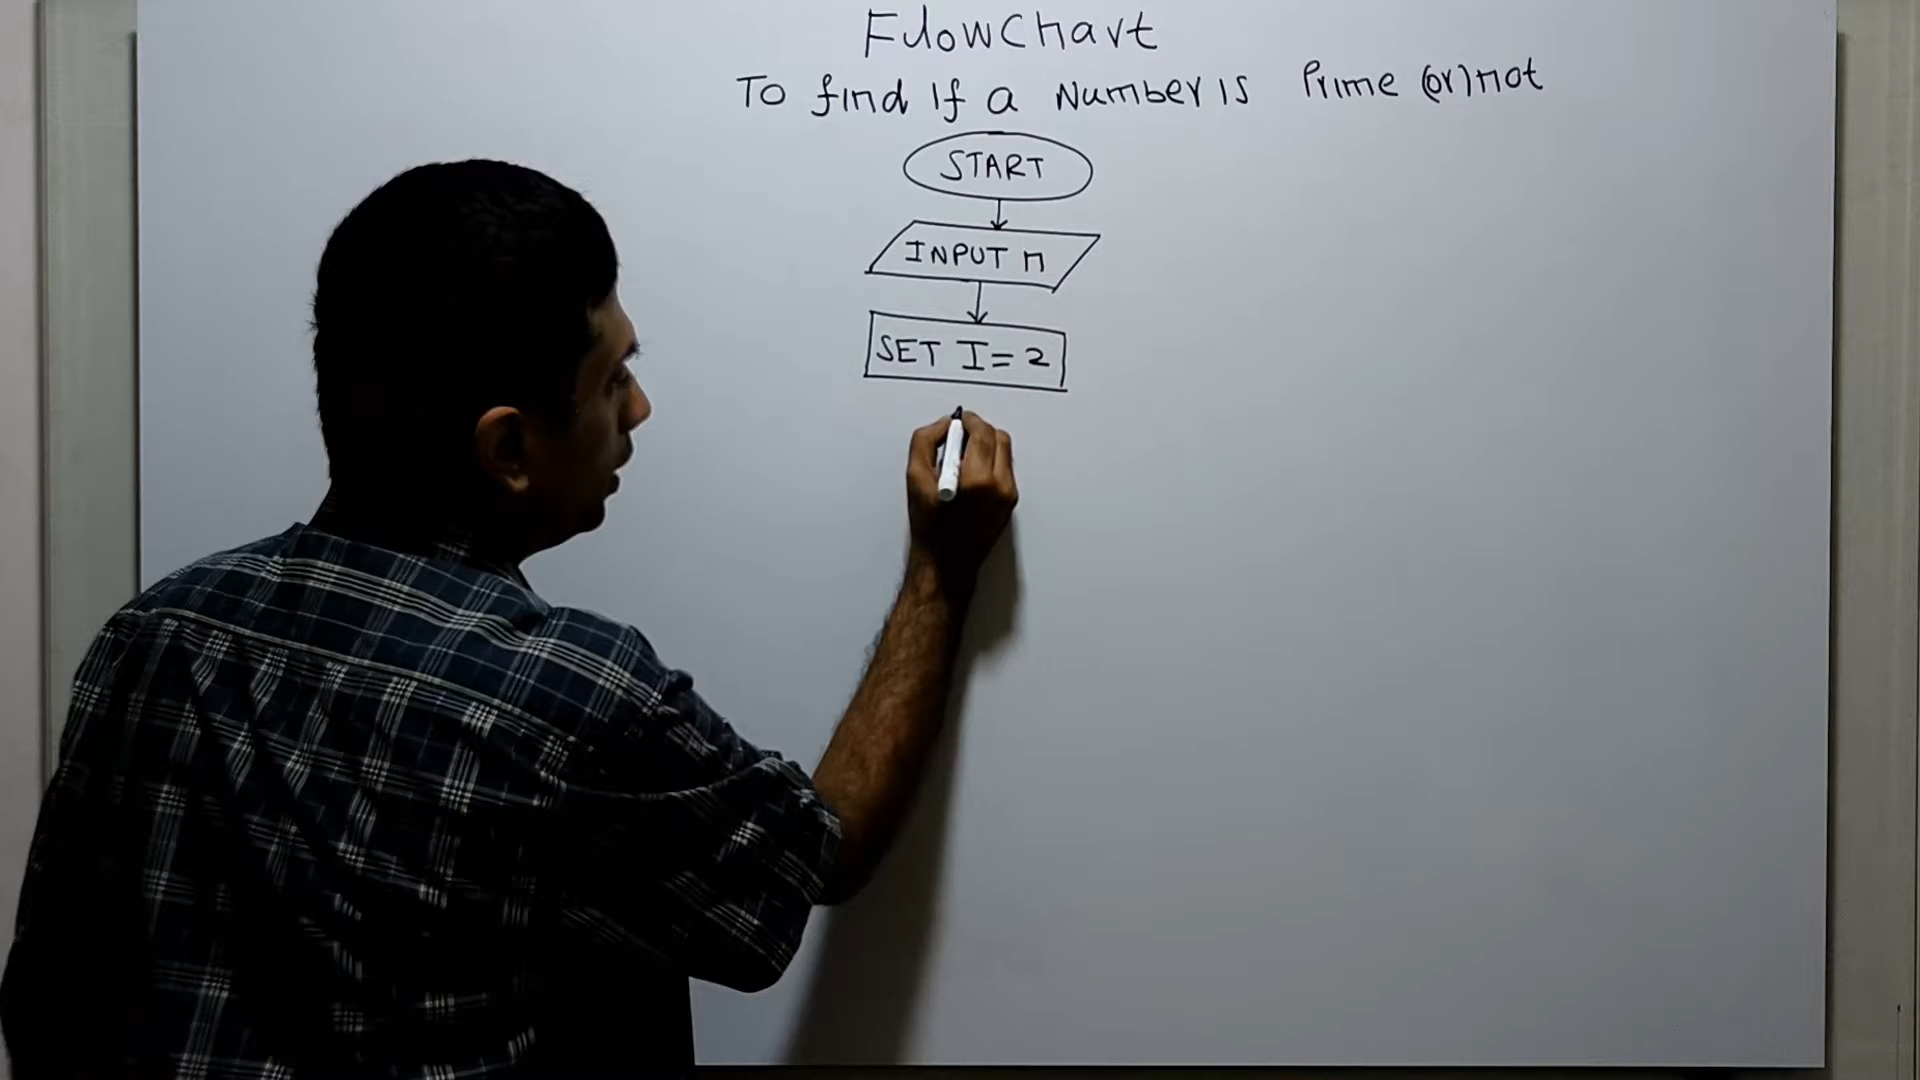 FlowChart
To find If a Number is Prime (or) not
START
INPUT n
SET I = 2